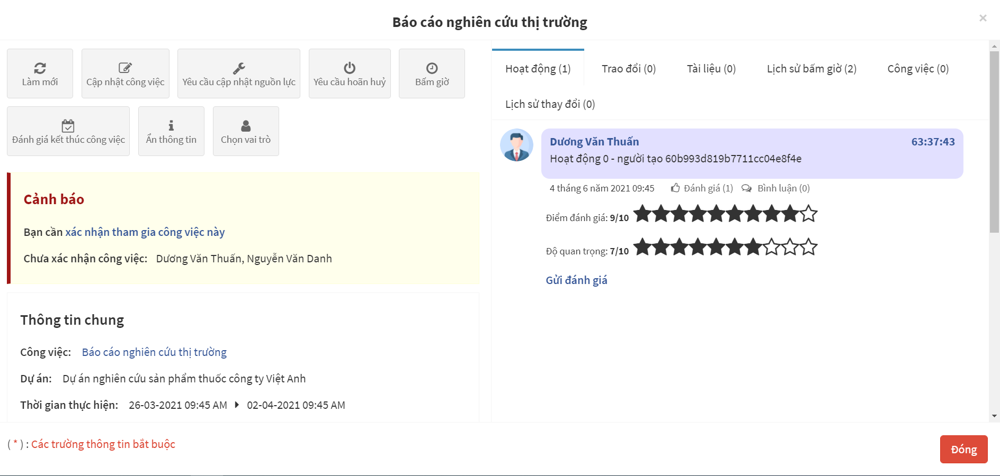 Báo cáo nghiên cứu thị trường
×
Làm mới
Cập nhật công việc
Yêu cầu cập nhật nguồn lực
Yêu cầu hoãn huỷ
Bấm giờ
Đánh giá kết thúc công việc
Ẩn thông tin
Chọn vai trò
Cảnh báo
Bạn cần xác nhận tham gia công việc này
Chưa xác nhận công việc: Dương Văn Thuấn, Nguyễn Văn Danh
Thông tin chung
Công việc: Báo cáo nghiên cứu thị trường
Dự án: Dự án nghiên cứu sản phẩm thuốc công ty Việt Anh
Thời gian thực hiện: 26-03-2021 09:45 AM 02-04-2021 09:45 AM
Hoạt động (1)
Trao đổi (0)
Tài liệu (0)
Lịch sử bấm giờ (2)
Công việc (0)
Lịch sử thay đổi (0)
Dương Văn Thuấn 63:37:43
Hoạt động 0 - người tạo 60b993d819b7711cc04e8f4e
4 tháng 6 năm 2021 09:45 Đánh giá (1) Bình luận (0)
Điểm đánh giá: 9/10
Độ quan trọng: 7/10
Gửi đánh giá
( * ) : Các trường thông tin bắt buộc
Đóng